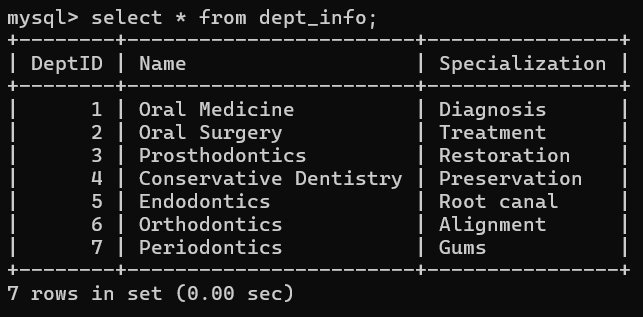 mysql> select * from dept_info;
+--------+------------------------+----------------+
| DeptID | Name                   | Specialization |
+--------+------------------------+----------------+
|      1 | Oral Medicine          | Diagnosis      |
|      2 | Oral Surgery           | Treatment      |
|      3 | Prosthodontics         | Restoration    |
|      4 | Conservative Dentistry | Preservation   |
|      5 | Endodontics            | Root canal     |
|      6 | Orthodontics           | Alignment      |
|      7 | Periodontics           | Gums           |
+--------+------------------------+----------------+
7 rows in set (0.00 sec)